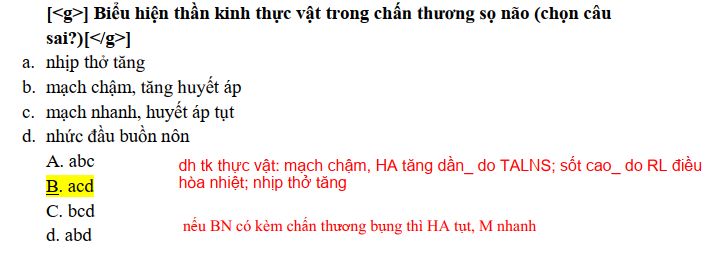 [<g>] Biểu hiện thần kinh thực vật trong chấn thương sọ não (chọn câu
sai?)[</g>]
a. nhịp thở tăng
b. mạch chậm, tăng huyết áp
c. mạch nhanh, huyết áp tụt
d. nhức đầu buồn nôn
A. abc
B. acd
C. bcd
d. abd
dh tk thực vật: mạch chậm, HA tăng dần_ do TALNS; sốt cao_ do RL điều
hòa nhiệt; nhịp thở tăng
nếu BN có kèm chấn thương bụng thì HA tụt, M nhanh